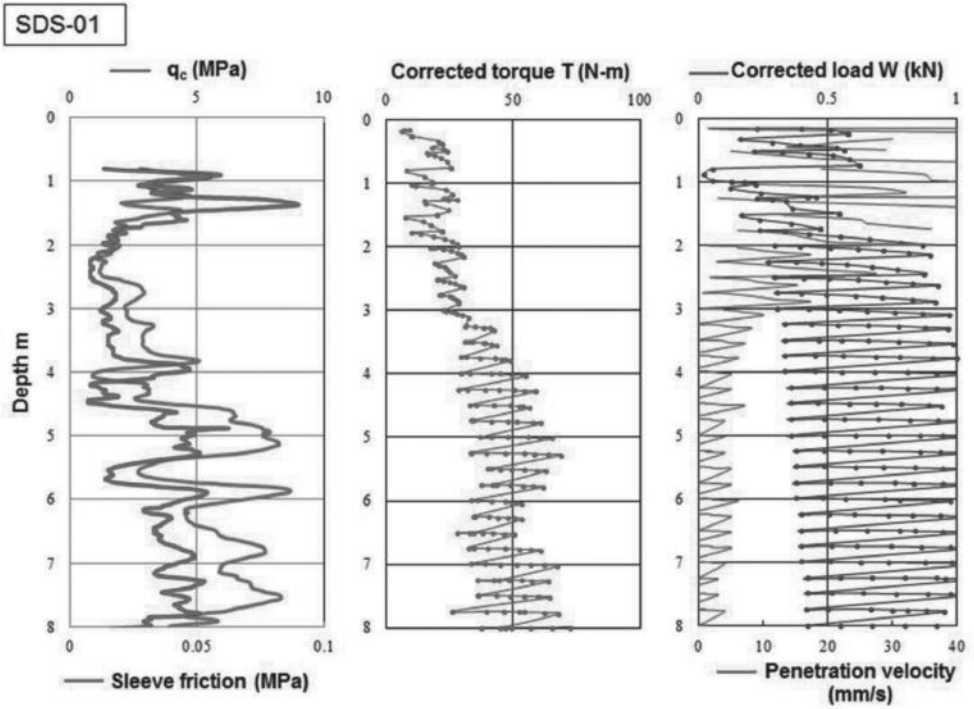 SDS-01
q_c (MPa)
0 5 10
Corrected torque T (N-m)
0 50 100
Corrected load W (kN)
0 0.5 1
Depth m
0
1
2
3
4
5
6
7
8
0
1
2
3
4
5
6
7
8
0
1
2
3
4
5
6
7
8
0 0.05 0.1
Sleeve friction (MPa)
0 10 20 30 40
Penetration velocity
(mm/s)